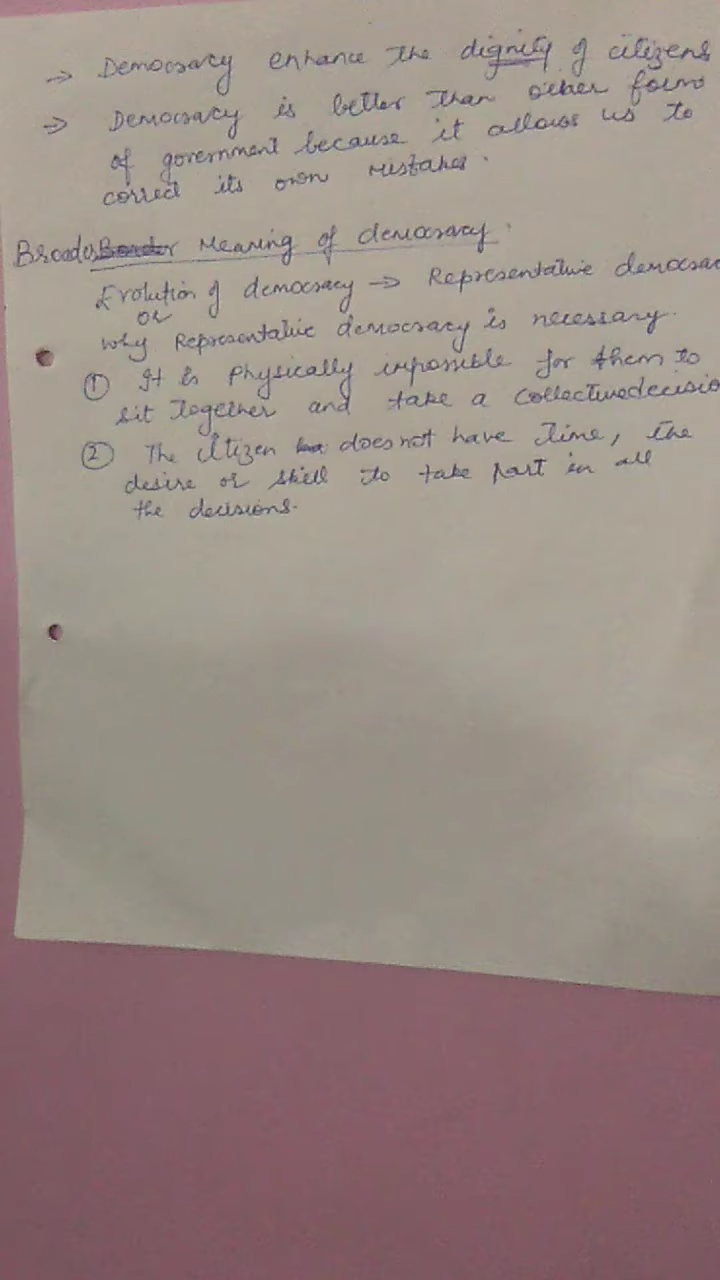 → Democracy enhance the dignity of citizens
⇒ Democracy is better than other form
of government because it allows us to
correct its own mistakes.
Broader Meaning of democracy.
Evolution of democracy → Representative democrac
or
why Representative democracy is necessary.
① It is Physically impossible for them to
sit Together and take a Collective decisio
② The citizen does not have Time, the
desire or skill to take part in all
the decisions.